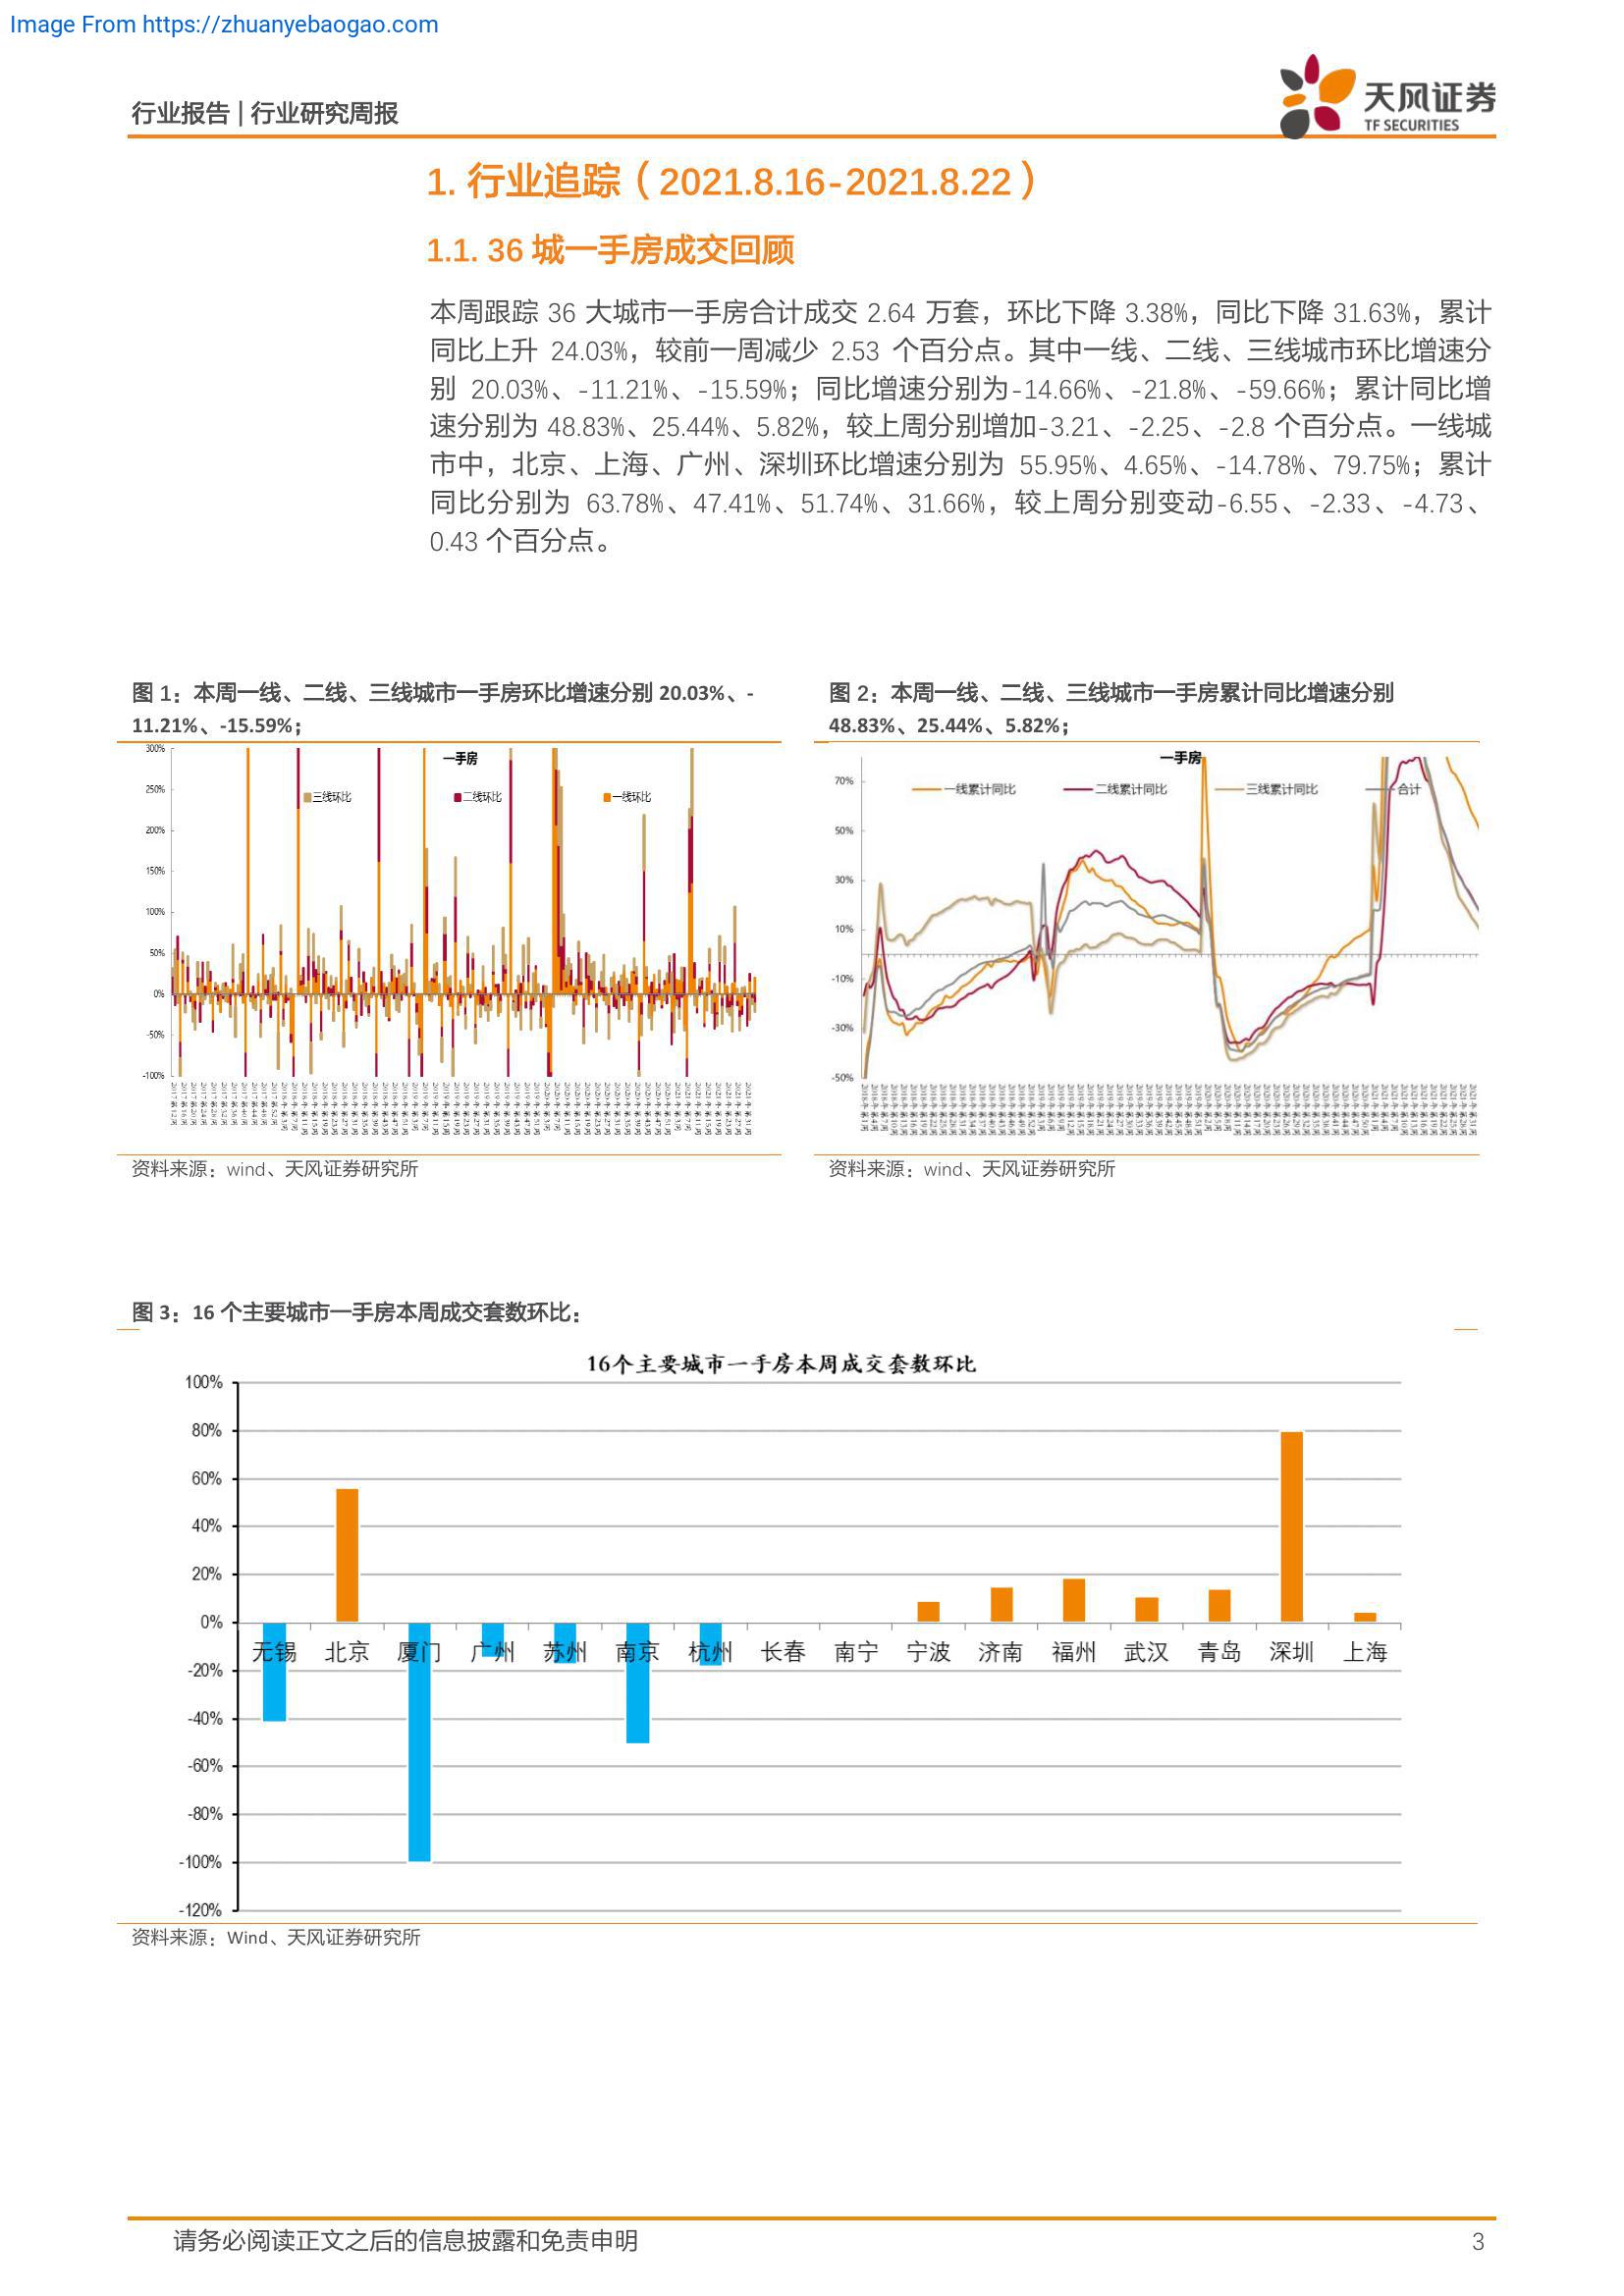 Image From https://zhuanyebaogao.com
行业报告 | 行业研究周报
天风证券
TF SECURITIES
1. 行业追踪（2021.8.16-2021.8.22）
1.1. 36 城一手房成交回顾
本周跟踪 36 大城市一手房合计成交 2.64 万套，环比下降 3.38%，同比下降 31.63%，累计
同比上升 24.03%，较前一周减少 2.53 个百分点。其中一线、二线、三线城市环比增速分
别 20.03%、-11.21%、-15.59%；同比增速分别为-14.66%、-21.8%、-59.66%；累计同比增
速分别为 48.83%、25.44%、5.82%，较上周分别增加-3.21、-2.25、-2.8 个百分点。一线城
市中，北京、上海、广州、深圳环比增速分别为 55.95%、4.65%、-14.78%、79.75%；累计
同比分别为 63.78%、47.41%、51.74%、31.66%，较上周分别变动-6.55、-2.33、-4.73、
0.43 个百分点。
图 1：本周一线、二线、三线城市一手房环比增速分别 20.03%、-
11.21%、-15.59%；
一手房
三线环比 二线环比 一线环比
300%
250%
200%
150%
100%
50%
0%
-50%
-100%
资料来源：wind、天风证券研究所
图 2：本周一线、二线、三线城市一手房累计同比增速分别
48.83%、25.44%、5.82%；
一手房
一线累计同比 二线累计同比 三线累计同比 合计
70%
50%
30%
10%
-10%
-30%
-50%
资料来源：wind、天风证券研究所
图 3：16 个主要城市一手房本周成交套数环比：
16个主要城市一手房本周成交套数环比
100%
80%
60%
40%
20%
0%
-20%
-40%
-60%
-80%
-100%
-120%
无锡 北京 厦门 广州 苏州 南京 杭州 长春 南宁 宁波 济南 福州 武汉 青岛 深圳 上海
资料来源：Wind、天风证券研究所
请务必阅读正文之后的信息披露和免责申明
3